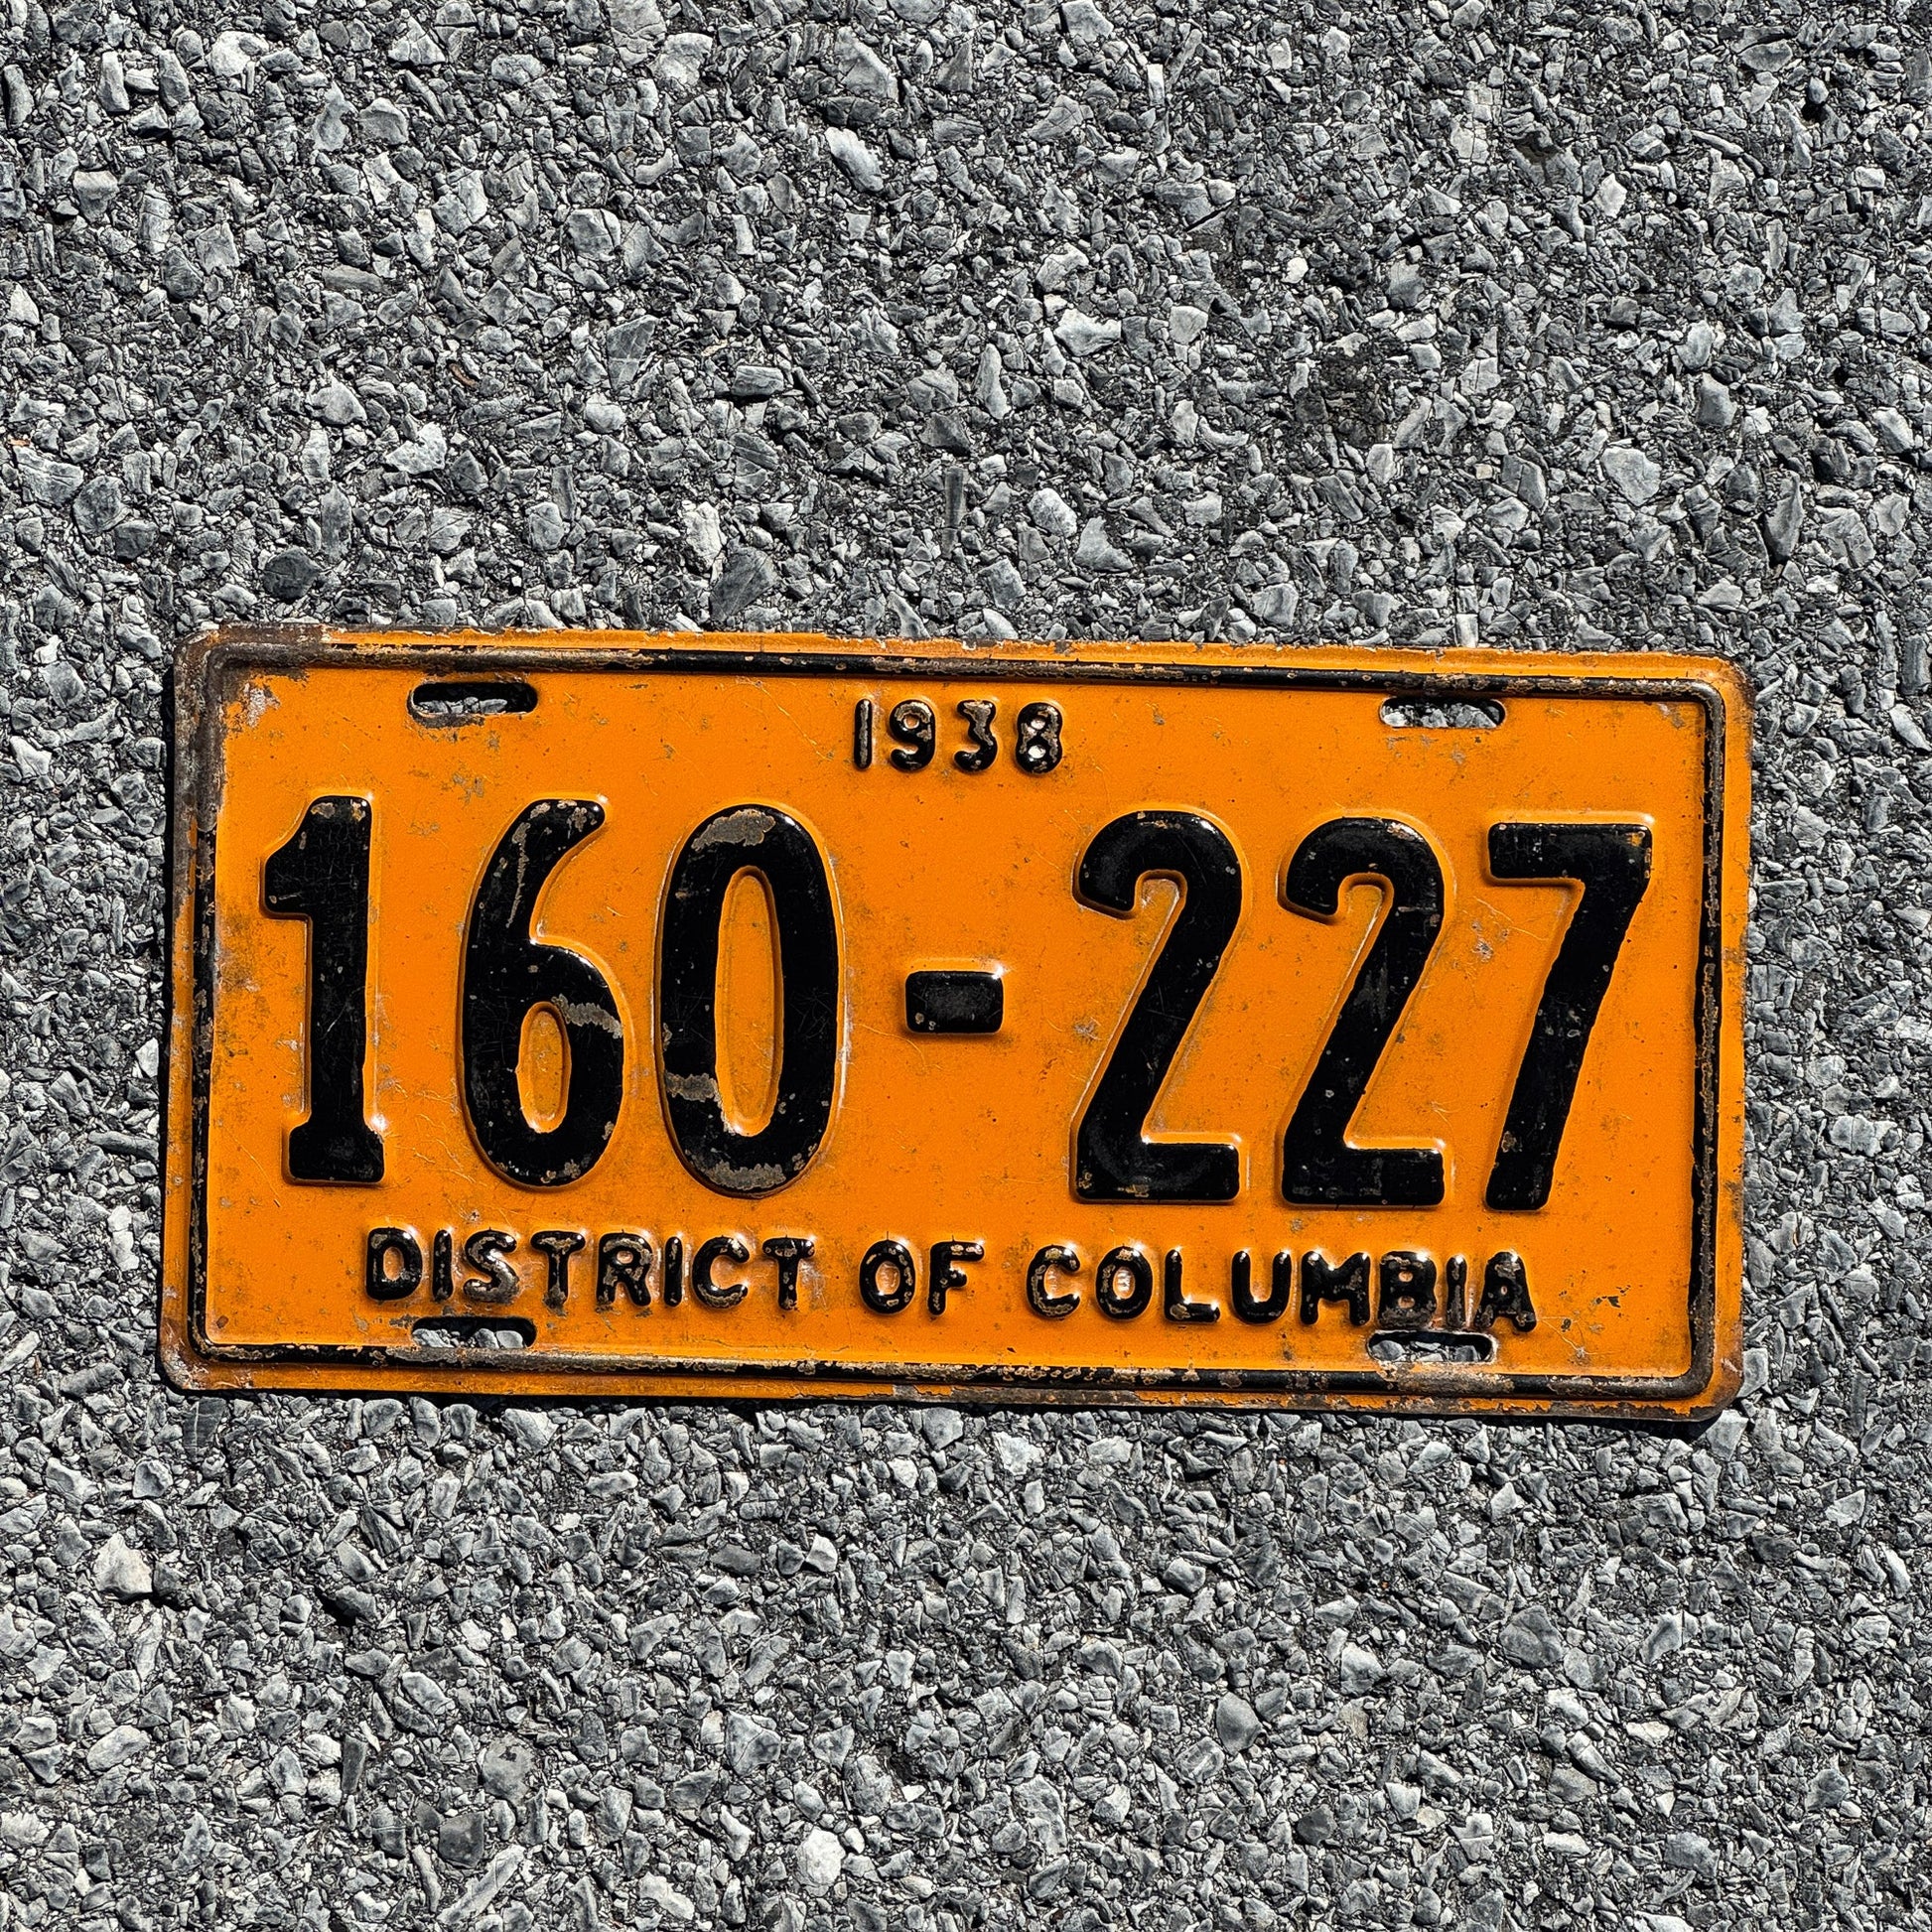 1938
160-227
DISTRICT OF COLUMBIA